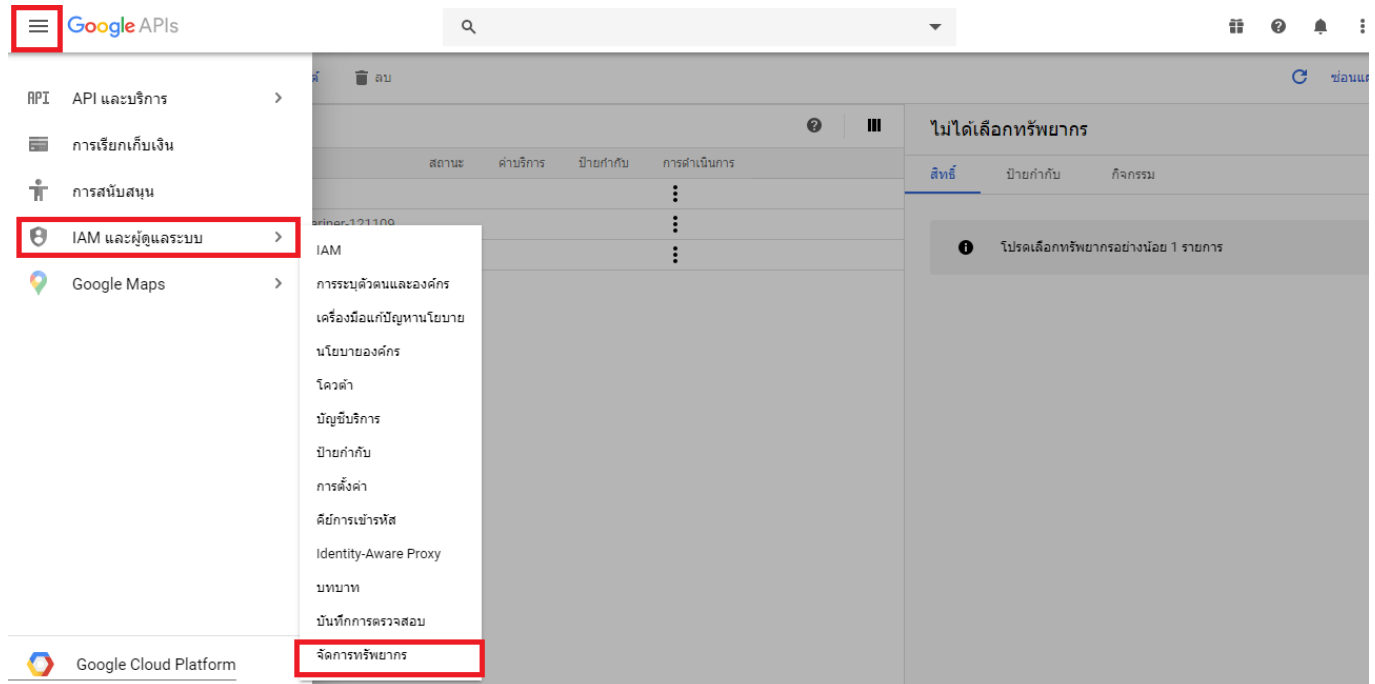 Google APIs
ลบ
API และบริการ
การเรียกเก็บเงิน
การสนับสนุน
IAM และผู้ดูแลระบบ
Google Maps
Google Cloud Platform
สถานะ ค่าบริการ ป้ายกำกับ การดำเนินการ
IAM
การระบุตัวตนและองค์กร
เครื่องมือแก้ปัญหานโยบาย
นโยบายองค์กร
โควต้า
บัญชีบริการ
ป้ายกำกับ
การตั้งค่า
คีย์การเข้ารหัส
Identity-Aware Proxy
บทบาท
บันทึกการตรวจสอบ
จัดการทรัพยากร
ไม่ได้เลือกทรัพยากร
สิทธิ์ ป้ายกำกับ กิจกรรม
โปรดเลือกทรัพยากรอย่างน้อย 1 รายการ